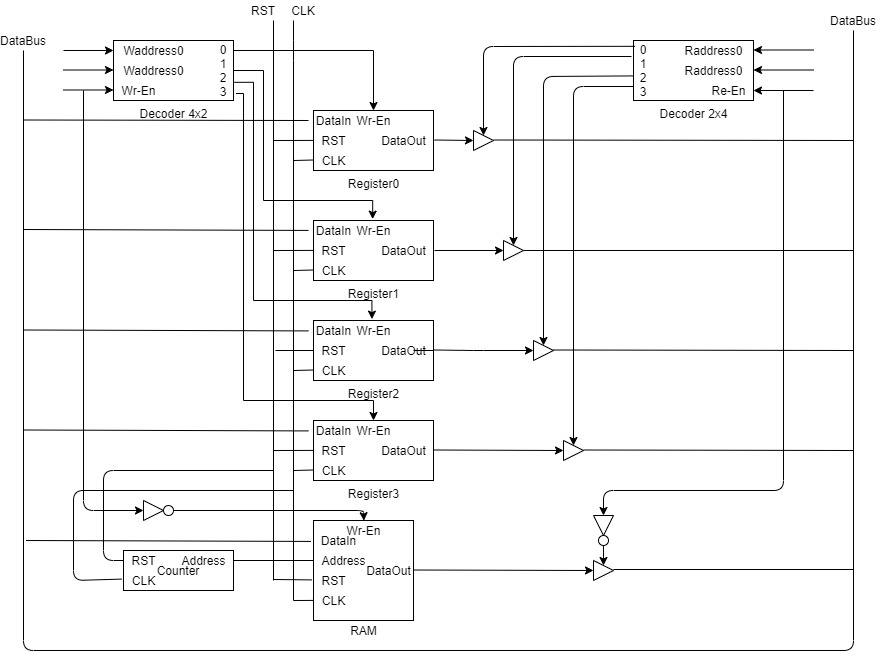 RST CLK
DataBus
DataBus
Waddress0 0
1
Waddress0
2
Wr-En 3
Decoder 4x2
0 Raddress0
1
2 Raddress0
3 Re-En
Decoder 2x4
DataIn Wr-En
RST DataOut
CLK
Register0
DataIn Wr-En
RST DataOut
CLK
Register1
DataIn Wr-En
RST DataOut
CLK
Register2
DataIn Wr-En
RST DataOut
CLK
Register3
Wr-En
DataIn
Address
DataOut
RST
CLK
RAM
RST Address
Counter
CLK